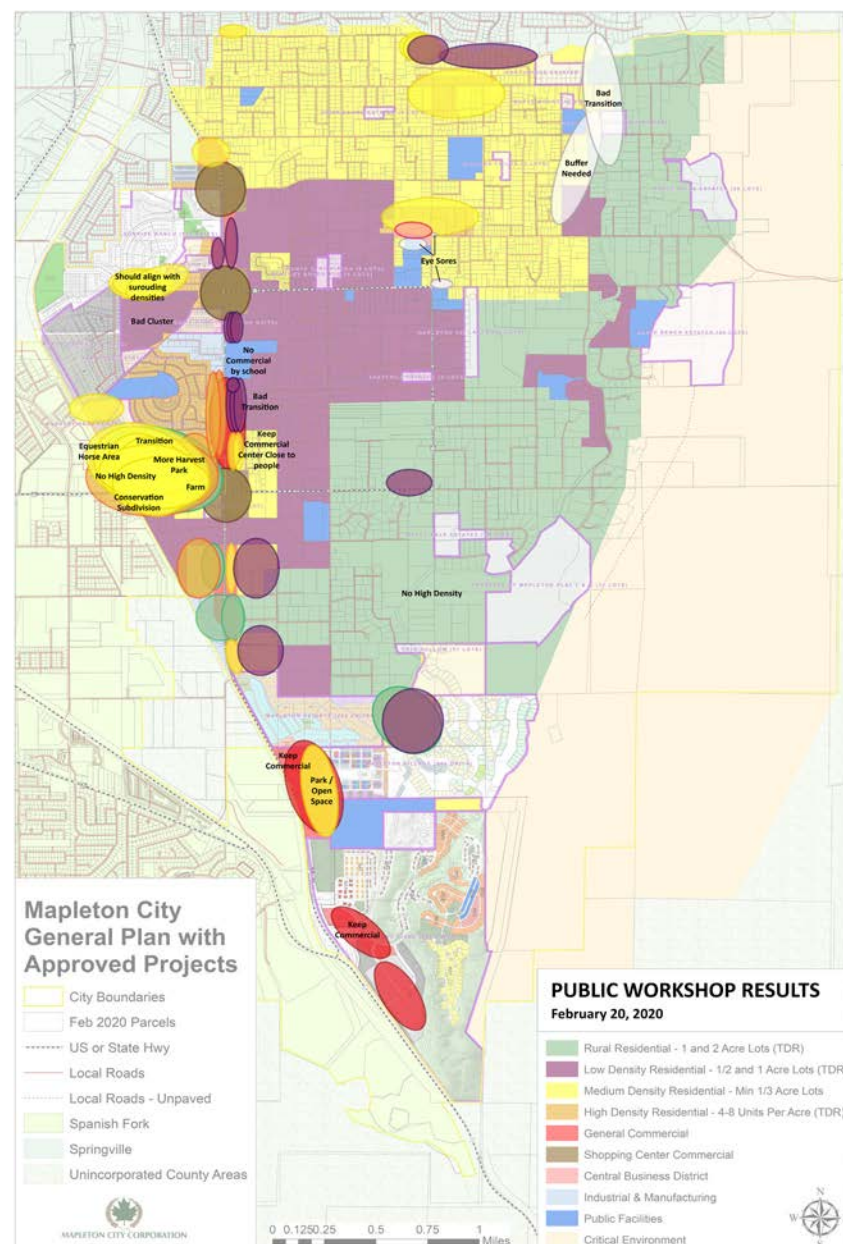 Bad
Transition
Buffer
Needed
Eye Sores
Should align with
surouding
densities
Bad Cluster
No
Commercial
by school
Bad
Transition
Keep
Commercial
Center Close to
people
Equestrian
Horse Area
Transition
More Harvest
Park
No High Density
Farm
Conservation
Subdivision
No High Density
Keep
Commercial
Park /
Open
Space
Keep
Commercial
Mapleton City
General Plan with
Approved Projects
City Boundaries
Feb 2020 Parcels
US or State Hwy
Local Roads
Local Roads - Unpaved
Spanish Fork
Springville
Unincorporated County Areas
MAPLETON CITY CORPORATION
0 0.1250.25 0.5 0.75 1
Miles
PUBLIC WORKSHOP RESULTS
February 20, 2020
Rural Residential - 1 and 2 Acre Lots (TDR)
Low Density Residential - 1/2 and 1 Acre Lots (TDR
Medium Density Residential - Min 1/3 Acre Lots
High Density Residential - 4-8 Units Per Acre (TDR)
General Commercial
Shopping Center Commercial
Central Business District
Industrial & Manufacturing
Public Facilities
Critical Environment
N
W
S